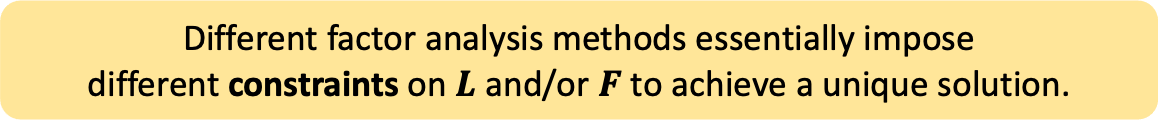 Different factor analysis methods essentially impose
different constraints on L and/or F to achieve a unique solution.